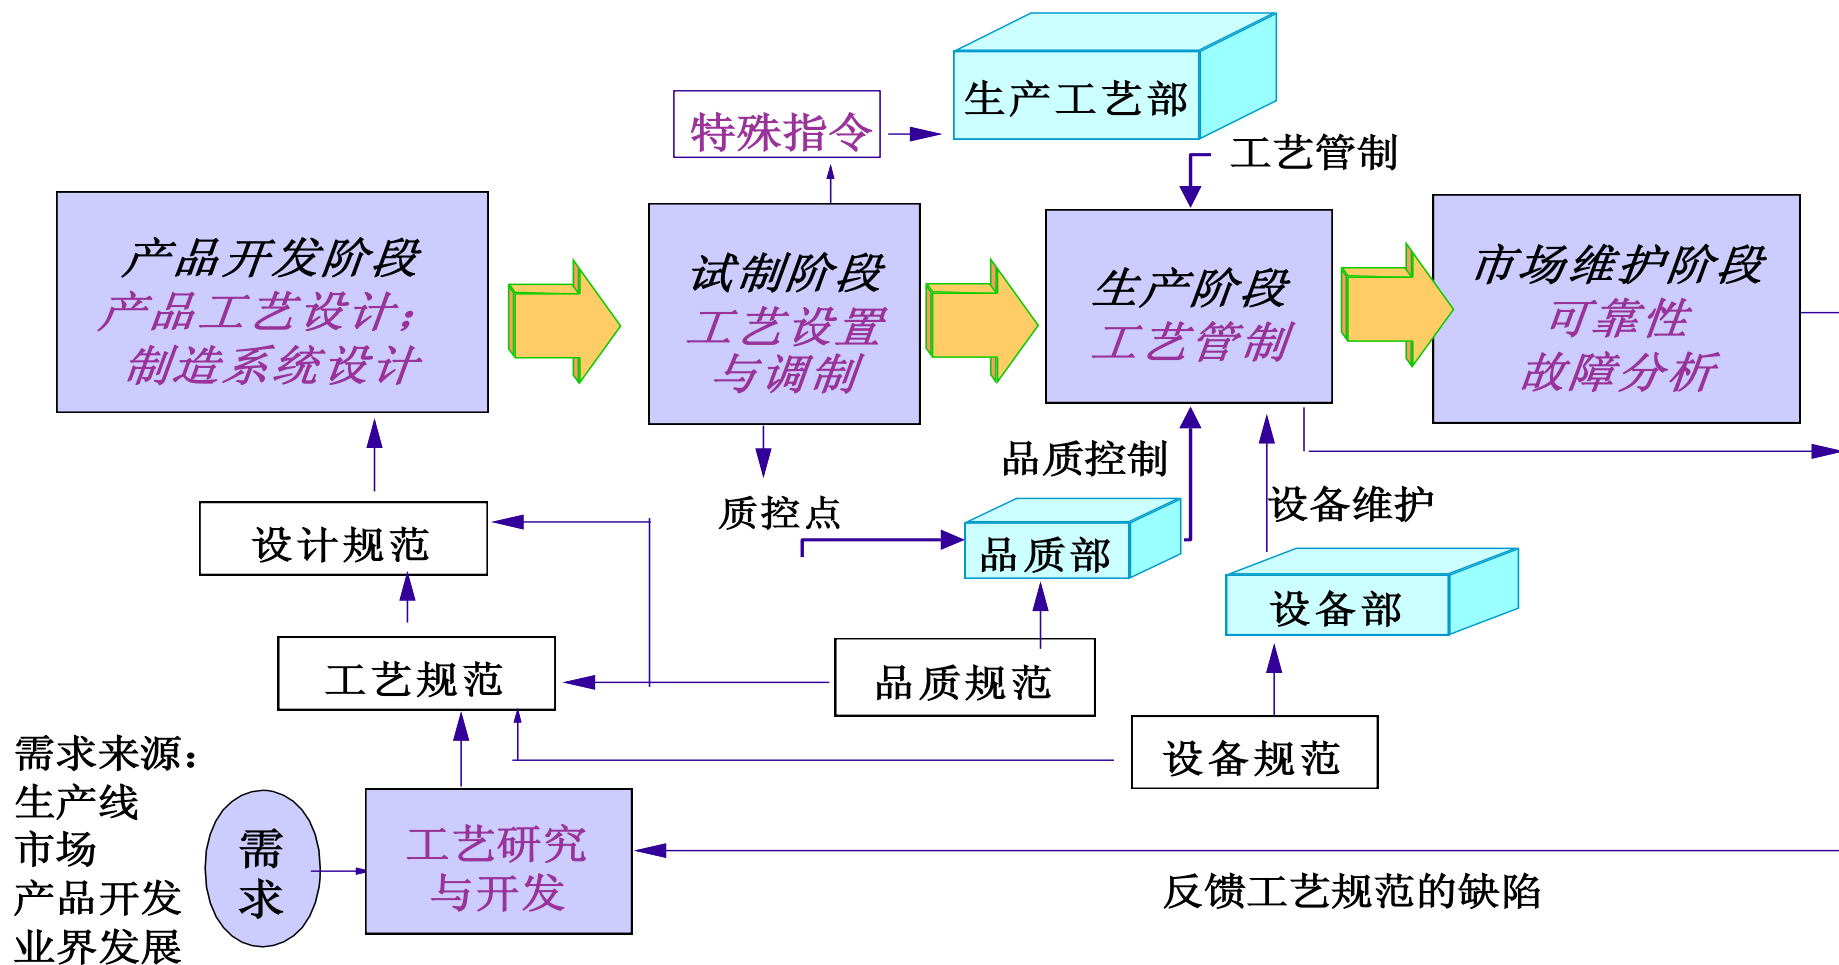 生产工艺部
特殊指令
工艺管制
产品开发阶段
产品工艺设计；
制造系统设计
试制阶段
工艺设置
与调制
生产阶段
工艺管制
市场维护阶段
可靠性
故障分析
品质控制
质控点
设备维护
设计规范
品质部
设备部
工艺规范
品质规范
设备规范
需求来源：
生产线
市场
产品开发
业界发展
需
求
工艺研究
与开发
反馈工艺规范的缺陷